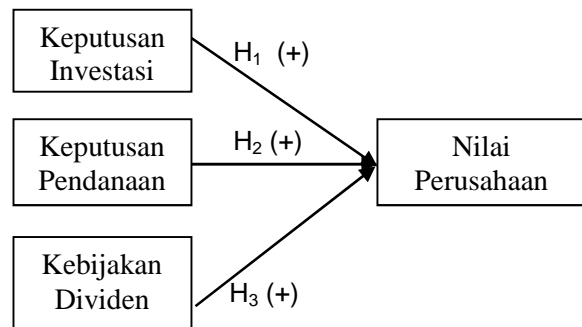 Keputusan
Investasi
H₁ (+)
Keputusan
Pendanaan
H₂ (+)
Nilai
Perusahaan
Kebijakan
Dividen
H₃ (+)